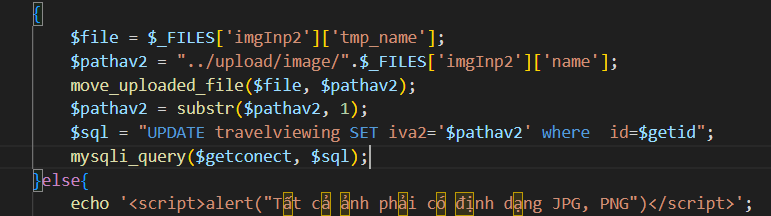 {
$file = $_FILES['imgInp2']['tmp_name'];
$pathav2 = "../upload/image/".$_FILES['imgInp2']['name'];
move_uploaded_file($file, $pathav2);
$pathav2 = substr($pathav2, 1);
$sql = "UPDATE travelviewing SET iva2='$pathav2' where  id=$getid";
mysqli_query($getconect, $sql);
}else{
echo '<script>alert("Tất cả ảnh phải có định dạng JPG, PNG")</script>';